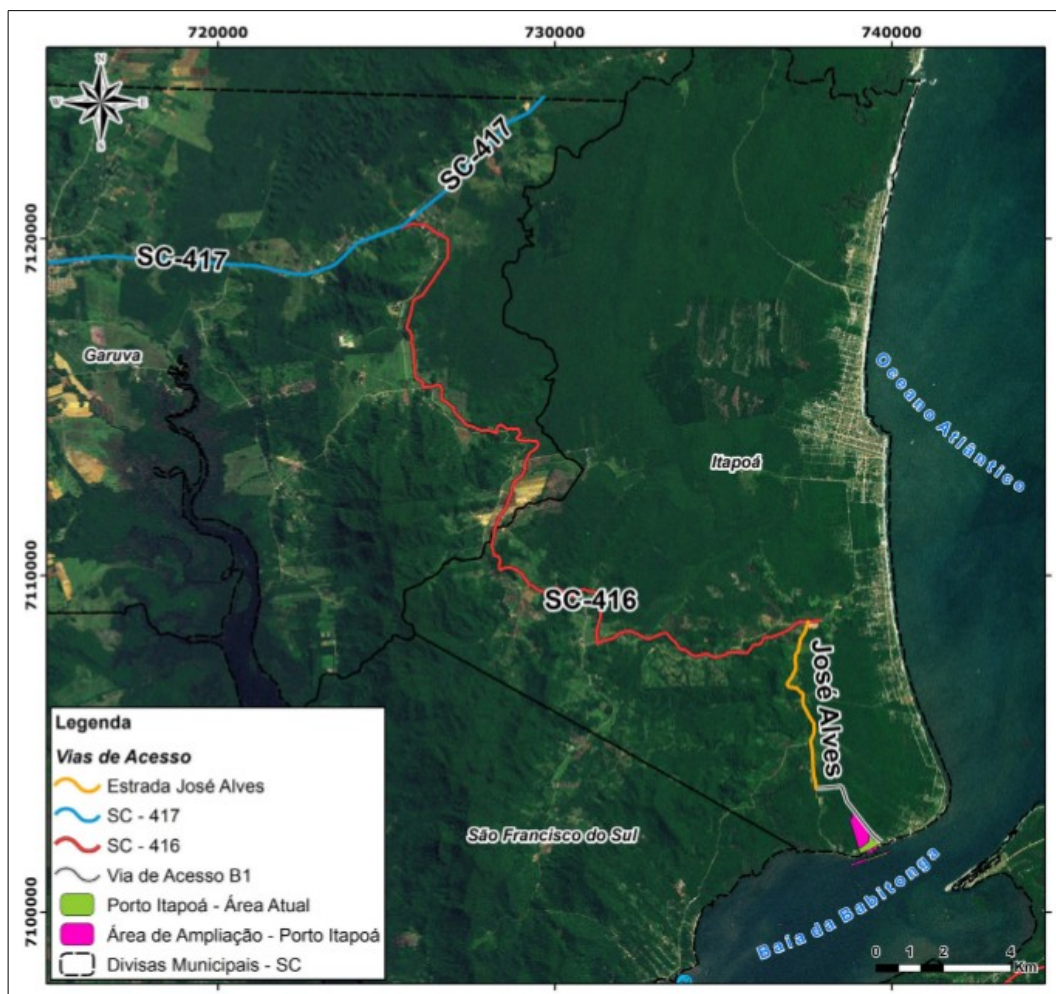 720000
730000
740000
N
W
E
S
SC-417
SC-417
7120000
Garuva
Oceano Atlântico
Itapoá
7110000
SC-416
José Alves
Legenda
Vias de Acesso
Estrada José Alves
SC - 417
SC - 416
Via de Acesso B1
Porto Itapoá - Área Atual
Área de Ampliação - Porto Itapoá
Divisas Municipais - SC
São Francisco do Sul
7100000
Baía da Babitonga
0 1 2 4
Km